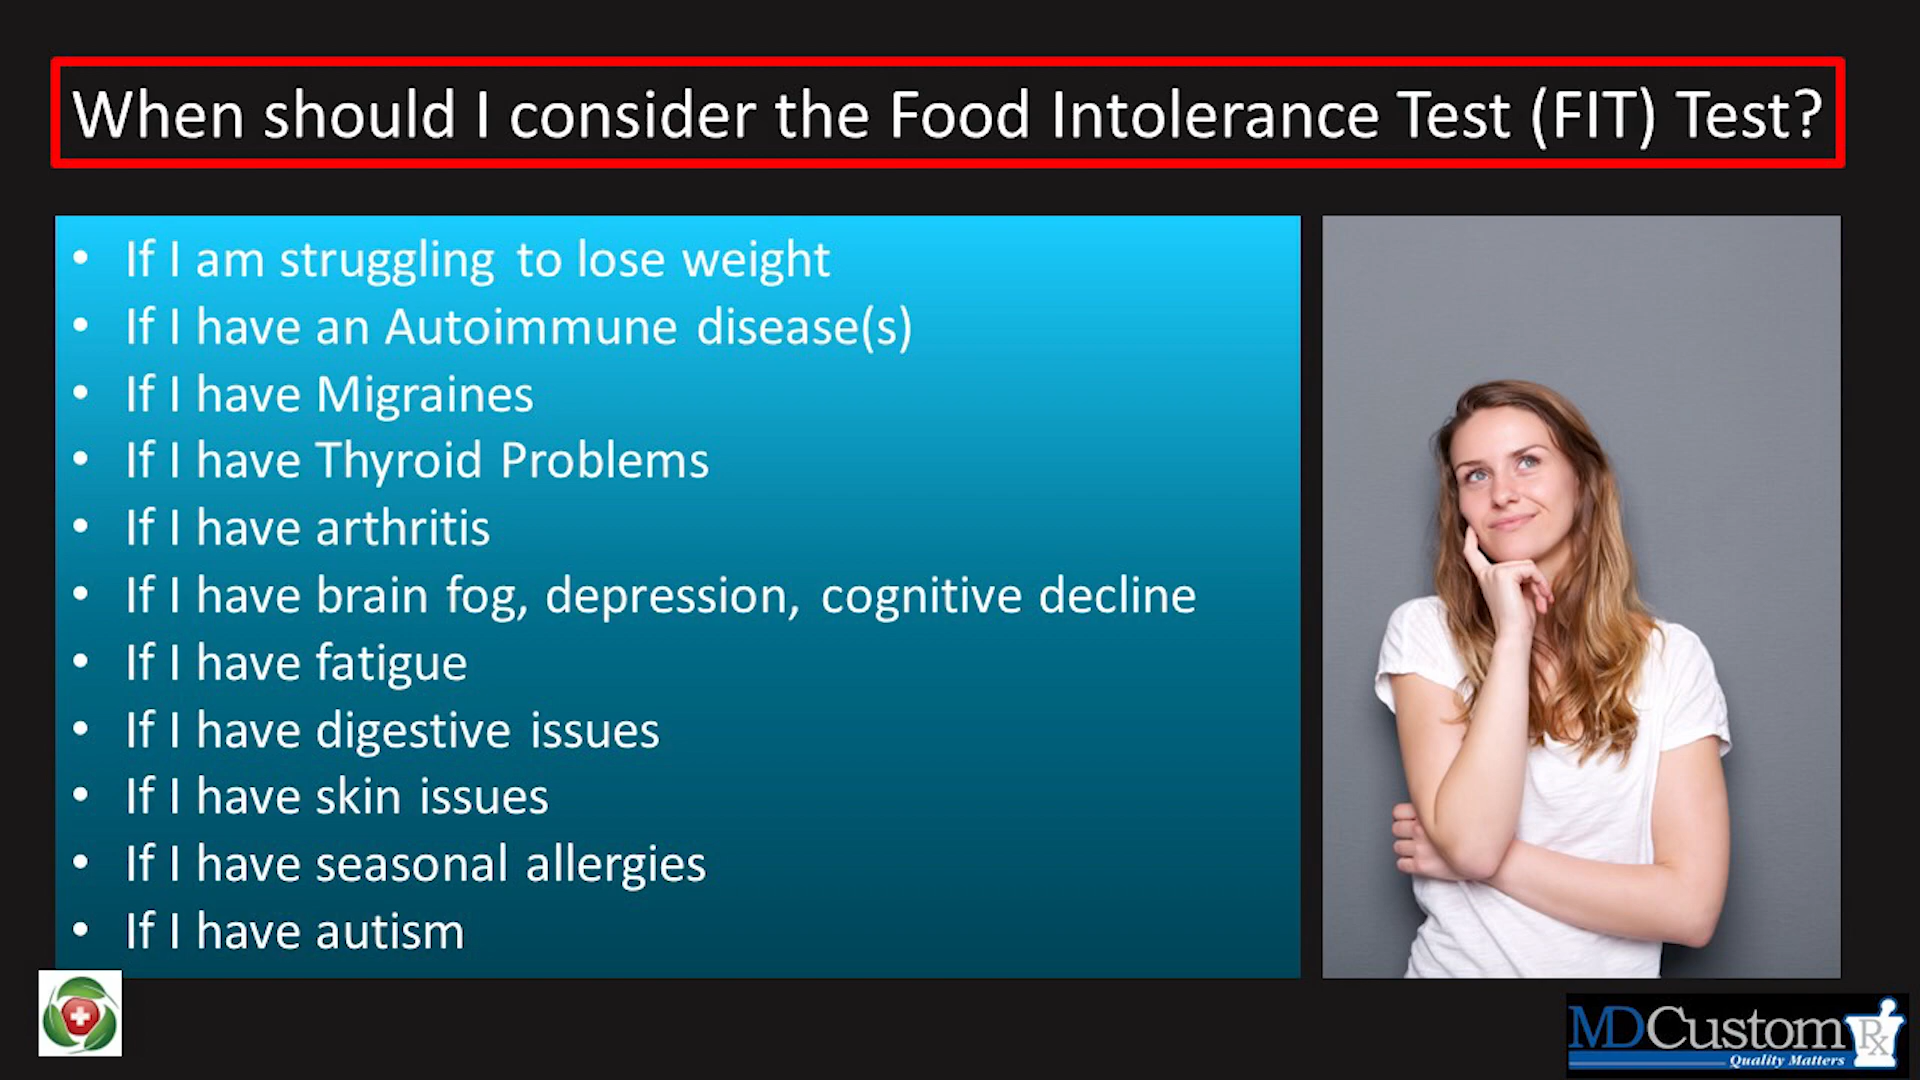 When should I consider the Food Intolerance Test (FIT) Test?
• If I am struggling to lose weight
• If I have an Autoimmune disease(s)
• If I have Migraines
• If I have Thyroid Problems
• If I have arthritis
• If I have brain fog, depression, cognitive decline
• If I have fatigue
• If I have digestive issues
• If I have skin issues
• If I have seasonal allergies
• If I have autism
MDCustom Rx
Quality Matters